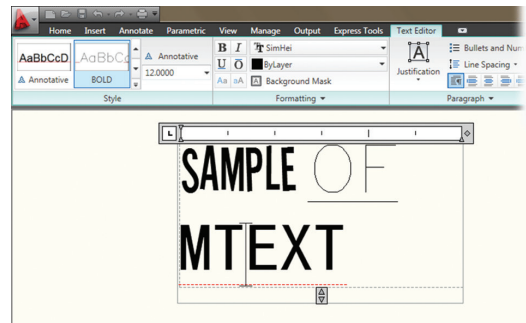 Home Insert Annotate Parametric View Manage Output Express Tools Text Editor
AaBbCcD AaBbCc Annotative B I SimHei A Bullets and Num
12.0000 U O ByLayer Justification Line Spacing
Annotative BOLD Aa aA A Background Mask
Style Formatting Paragraph
L
SAMPLE OF
MTEXT